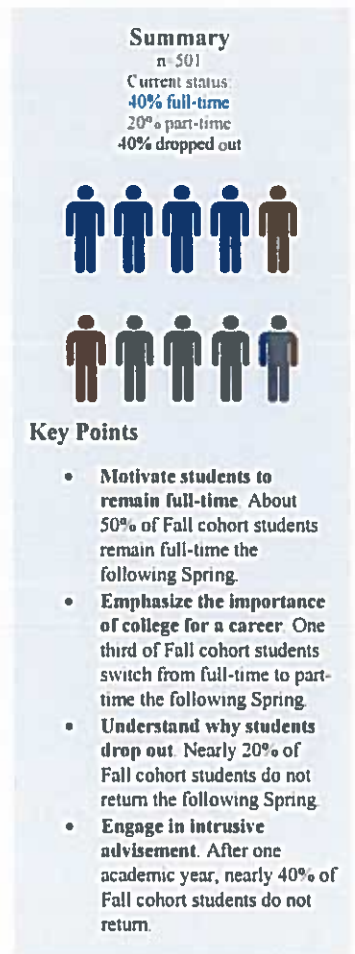 Summary
n 501
Current status:
40% full-time
20% part-time
40% dropped out
Key Points
• Motivate students to
remain full-time. About
50% of Fall cohort students
remain full-time the
following Spring.
• Emphasize the importance
of college for a career. One
third of Fall cohort students
switch from full-time to part-
time the following Spring.
• Understand why students
drop out. Nearly 20% of
Fall cohort students do not
return the following Spring.
• Engage in intrusive
advisement. After one
academic year, nearly 40% of
Fall cohort students do not
return.